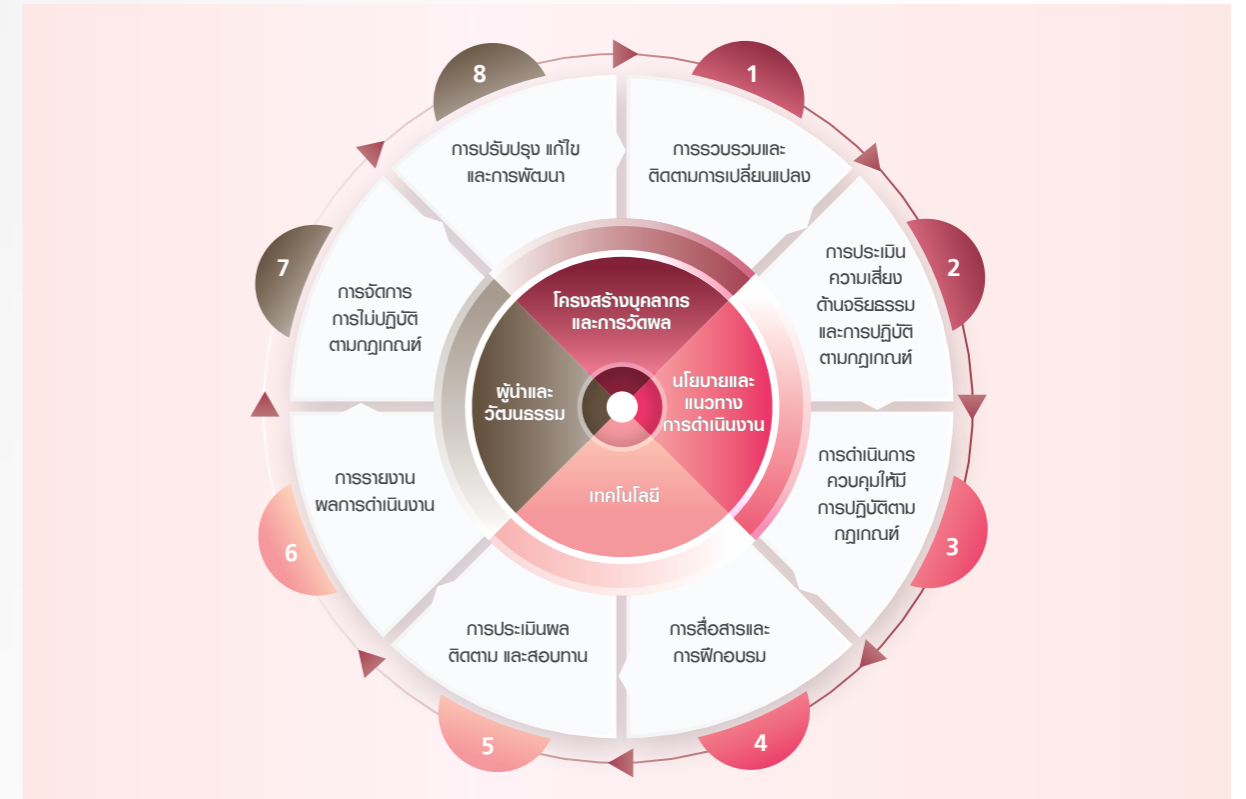 1
การรวบรวมและ
ติดตามการเปลี่ยนแปลง
2
การประเมิน
ความเสี่ยง
ด้านจริยธรรม
และการปฏิบัติ
ตามกฎเกณฑ์
3
การดำเนินการ
ควบคุมให้มี
การปฏิบัติตาม
กฎเกณฑ์
4
การสื่อสารและ
การฝึกอบรม
5
การประเมินผล
ติดตาม และสอบทาน
6
การรายงาน
ผลการดำเนินงาน
7
การจัดการ
การไม่ปฏิบัติ
ตามกฎเกณฑ์
8
การปรับปรุง แก้ไข
และการพัฒนา
โครงสร้างบุคลากร
และการวัดผล
นโยบายและ
แนวทาง
การดำเนินงาน
เทคโนโลยี
ผู้นำและ
วัฒนธรรม